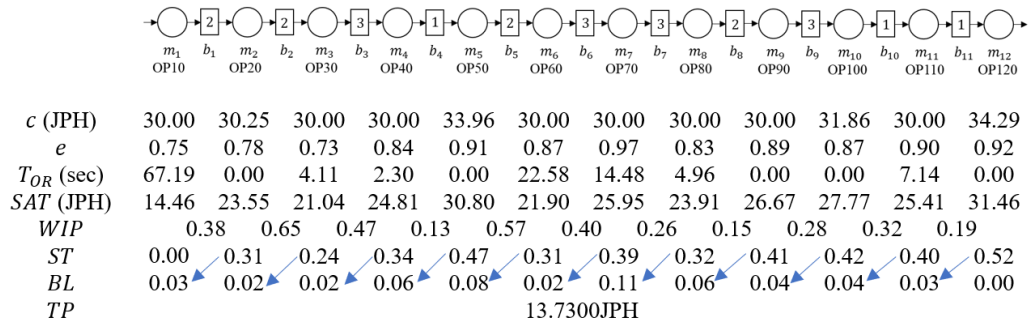 2 2 3 1 2 3 3 2 3 1 1
m₁ b₁ m₂ b₂ m₃ b₃ m₄ b₄ m₅ b₅ m₆ b₆ m₇ b₇ m₈ b₈ m₉ b₉ m₁₀ b₁₀ m₁₁ b₁₁ m₁₂
OP10 OP20 OP30 OP40 OP50 OP60 OP70 OP80 OP90 OP100 OP110 OP120
c (JPH) 30.00 30.25 30.00 30.00 33.96 30.00 30.00 30.00 30.00 31.86 30.00 34.29
e 0.75 0.78 0.73 0.84 0.91 0.87 0.97 0.83 0.89 0.87 0.90 0.92
T_OR (sec) 67.19 0.00 4.11 2.30 0.00 22.58 14.48 4.96 0.00 0.00 7.14 0.00
SAT (JPH) 14.46 23.55 21.04 24.81 30.80 21.90 25.95 23.91 26.67 27.77 25.41 31.46
WIP 0.38 0.65 0.47 0.13 0.57 0.40 0.26 0.15 0.28 0.32 0.19
ST 0.00 0.31 0.24 0.34 0.47 0.31 0.39 0.32 0.41 0.42 0.40 0.52
BL 0.03 0.02 0.02 0.06 0.08 0.02 0.11 0.06 0.04 0.04 0.03 0.00
TP 13.7300JPH